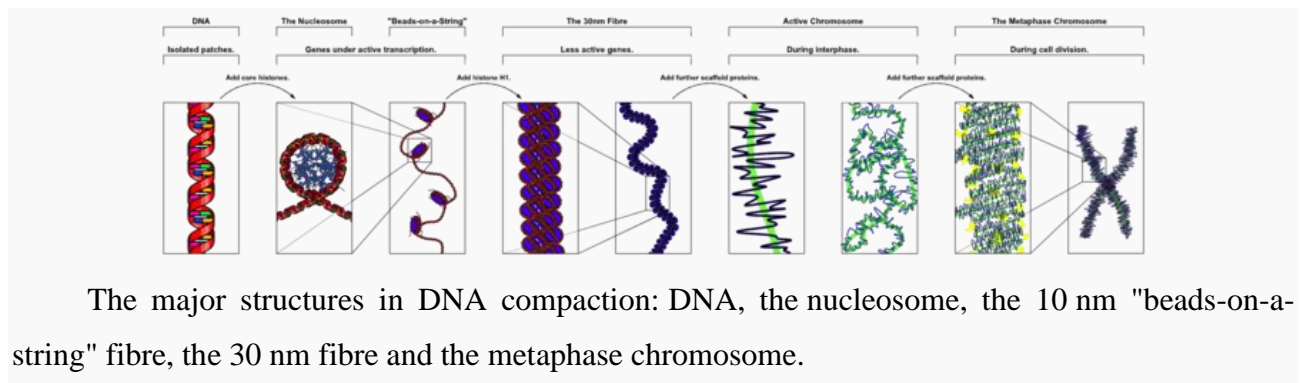 DNA The Nucleosome "Beads-on-a-String" The 30nm Fibre Active Chromosome The Metaphase Chromosome
Isolated patches. Genes under active transcription. Less active genes. During interphase. During cell division.
Add core histones. Add histone H1. Add further scaffold proteins. Add further scaffold proteins.
The major structures in DNA compaction: DNA, the nucleosome, the 10 nm "beads-on-a-
string" fibre, the 30 nm fibre and the metaphase chromosome.